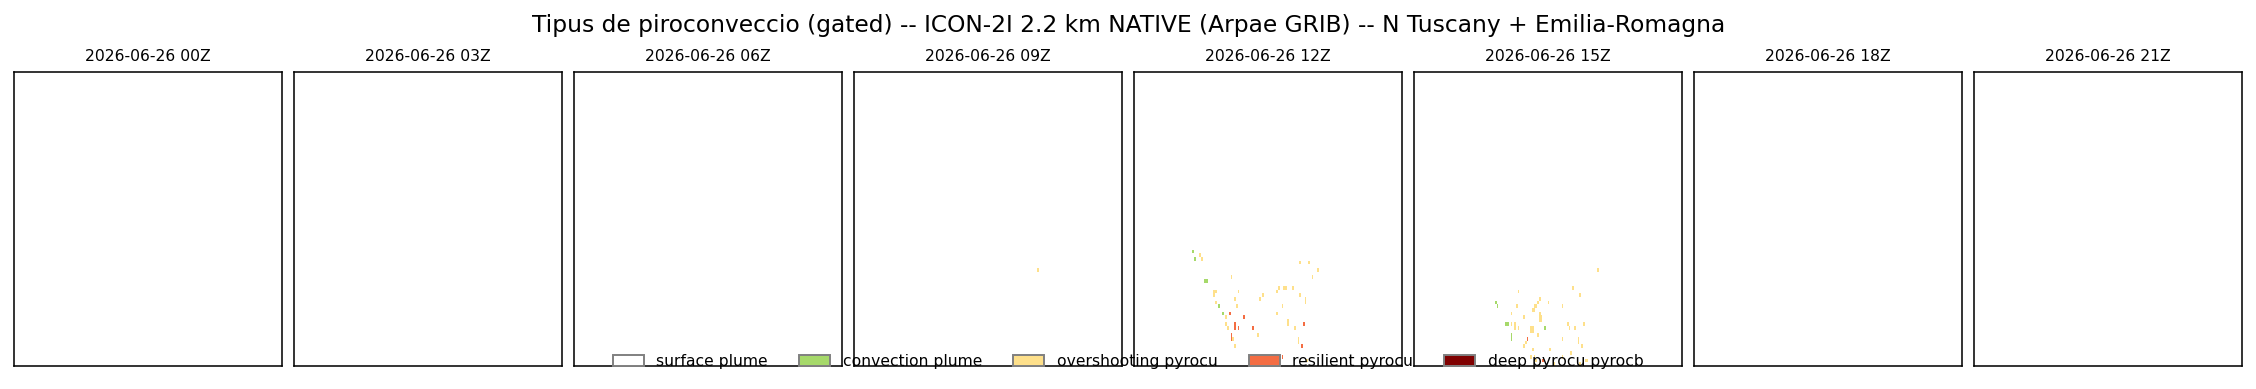 Tipus de piroconveccio (gated) -- ICON-2I 2.2 km NATIVE (Arpae GRIB) -- N Tuscany + Emilia-Romagna
2026-06-26 00Z 2026-06-26 03Z 2026-06-26 06Z 2026-06-26 09Z 2026-06-26 12Z 2026-06-26 15Z 2026-06-26 18Z 2026-06-26 21Z
surface plume convection plume overshooting pyrocu resilient pyrocu deep pyrocu pyrocb